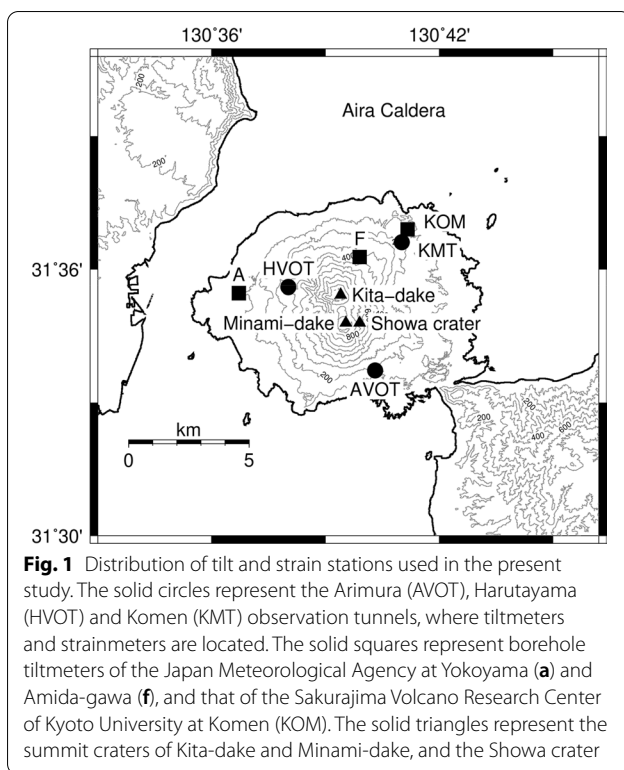 130˚36'
130˚42'
200
Aira Caldera
200
KOM
F
KMT
400
31˚36'
A
HVOT
Kita−dake
Minami−dake
Showa crater
800
200
AVOT
km
200
200
400
600
0
5
31˚30'
Fig. 1 Distribution of tilt and strain stations used in the present
study. The solid circles represent the Arimura (AVOT), Harutayama
(HVOT) and Komen (KMT) observation tunnels, where tiltmeters
and strainmeters are located. The solid squares represent borehole
tiltmeters of the Japan Meteorological Agency at Yokoyama (a) and
Amida-gawa (f), and that of the Sakurajima Volcano Research Center
of Kyoto University at Komen (KOM). The solid triangles represent the
summit craters of Kita-dake and Minami-dake, and the Showa crater